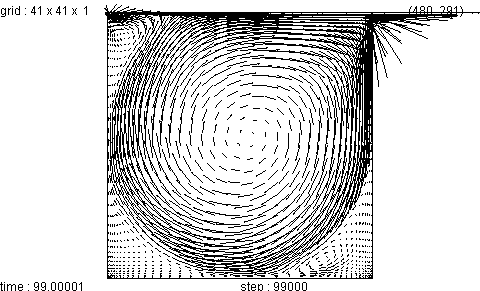 grid : 41 x 41 x 1
(480, 291)
time : 99.00001
step : 99000